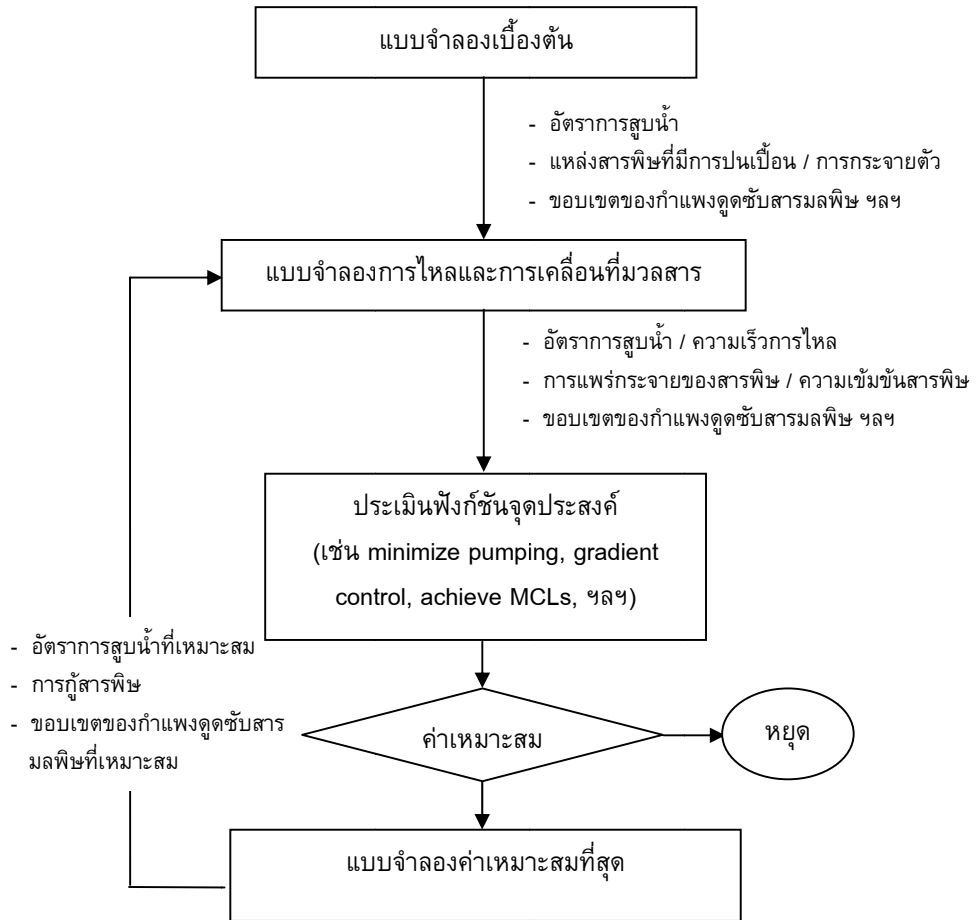 แบบจำลองเบื้องต้น
- อัตราการสูบน้ำ
- แหล่งสารพิษที่มีการปนเปื้อน / การกระจายตัว
- ขอบเขตของกำแพงดูดซับสารมลพิษ ฯลฯ
แบบจำลองการไหลและการเคลื่อนที่มวลสาร
- อัตราการสูบน้ำ / ความเร็วการไหล
- การแพร่กระจายของสารพิษ / ความเข้มข้นสารพิษ
- ขอบเขตของกำแพงดูดซับสารมลพิษ ฯลฯ
ประเมินฟังก์ชันจุดประสงค์
(เช่น minimize pumping, gradient
control, achieve MCLs, ฯลฯ)
- อัตราการสูบน้ำที่เหมาะสม
- การกู้สารพิษ
- ขอบเขตของกำแพงดูดซับสาร
มลพิษที่เหมาะสม
ค่าเหมาะสม
หยุด
แบบจำลองค่าเหมาะสมที่สุด